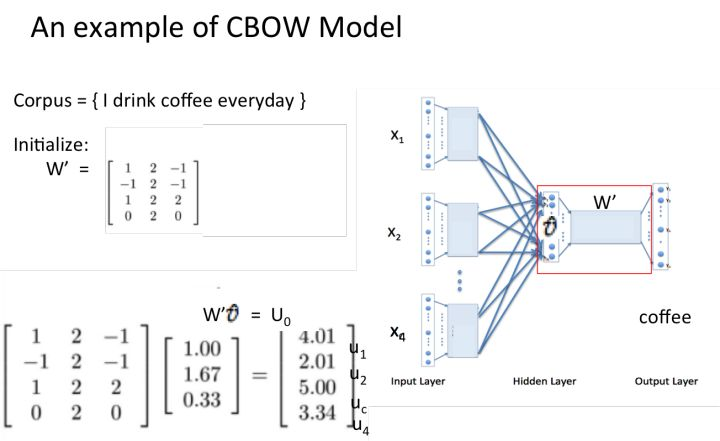 An example of CBOW Model
Corpus = { I drink coffee everyday }
Initialize:
W' =
1 2 -1
-1 2 -1
1 2 2
0 2 0
X1
X2
X4
W'
v̂
coffee
Input Layer
Hidden Layer
Output Layer
W'v̂ = U0
1 2 -1
-1 2 -1
1 2 2
0 2 0
1.00
1.67
0.33
=
4.01
2.01
5.00
3.34
u1
u2
uc
u4